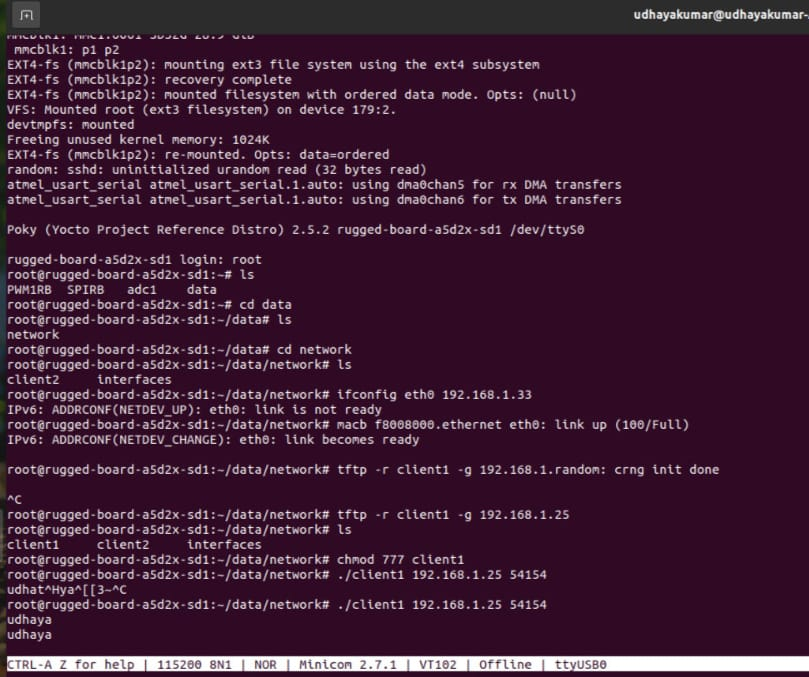 udhayakumar@udhayakumar-
mmcblk1: mmc1:0001 SD32G 28.9 GiB
mmcblk1: p1 p2
EXT4-fs (mmcblk1p2): mounting ext3 file system using the ext4 subsystem
EXT4-fs (mmcblk1p2): recovery complete
EXT4-fs (mmcblk1p2): mounted filesystem with ordered data mode. Opts: (null)
VFS: Mounted root (ext3 filesystem) on device 179:2.
devtmpfs: mounted
Freeing unused kernel memory: 1024K
EXT4-fs (mmcblk1p2): re-mounted. Opts: data=ordered
random: sshd: uninitialized urandom read (32 bytes read)
atmel_usart_serial atmel_usart_serial.1.auto: using dma0chan5 for rx DMA transfers
atmel_usart_serial atmel_usart_serial.1.auto: using dma0chan6 for tx DMA transfers
Poky (Yocto Project Reference Distro) 2.5.2 rugged-board-a5d2x-sd1 /dev/ttyS0
rugged-board-a5d2x-sd1 login: root
root@rugged-board-a5d2x-sd1:~# ls
PWM1RB  SPIRB   adc1    data
root@rugged-board-a5d2x-sd1:~# cd data
root@rugged-board-a5d2x-sd1:~/data# ls
network
root@rugged-board-a5d2x-sd1:~/data# cd network
root@rugged-board-a5d2x-sd1:~/data/network# ls
client2     interfaces
root@rugged-board-a5d2x-sd1:~/data/network# ifconfig eth0 192.168.1.33
IPv6: ADDRCONF(NETDEV_UP): eth0: link is not ready
root@rugged-board-a5d2x-sd1:~/data/network# macb f8008000.ethernet eth0: link up (100/Full)
IPv6: ADDRCONF(NETDEV_CHANGE): eth0: link becomes ready
root@rugged-board-a5d2x-sd1:~/data/network# tftp -r client1 -g 192.168.1.random: crng init done
^C
root@rugged-board-a5d2x-sd1:~/data/network# tftp -r client1 -g 192.168.1.25
root@rugged-board-a5d2x-sd1:~/data/network# ls
client1     client2     interfaces
root@rugged-board-a5d2x-sd1:~/data/network# chmod 777 client1
root@rugged-board-a5d2x-sd1:~/data/network# ./client1 192.168.1.25 54154
udhat^Hya^[[3~^C
root@rugged-board-a5d2x-sd1:~/data/network# ./client1 192.168.1.25 54154
udhaya
udhaya
CTRL-A Z for help | 115200 8N1 | NOR | Minicom 2.7.1 | VT102 | Offline | ttyUSB0